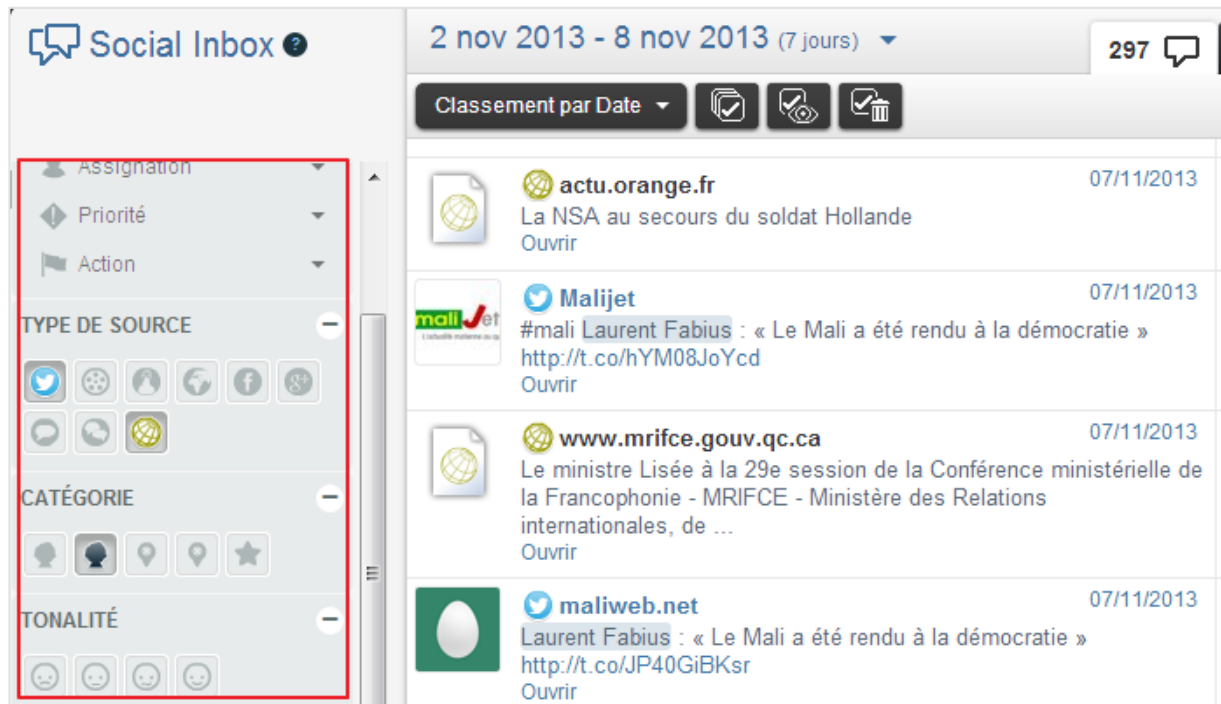 Social Inbox ?
Assignation
Priorité
Action
TYPE DE SOURCE
CATÉGORIE
TONALITÉ
2 nov 2013 - 8 nov 2013 (7 jours)
297
Classement par Date
actu.orange.fr 07/11/2013
La NSA au secours du soldat Hollande
Ouvrir
mali Jet
Malijet 07/11/2013
#mali Laurent Fabius : « Le Mali a été rendu à la démocratie »
http://t.co/hYM08JoYcd
Ouvrir
www.mrifce.gouv.qc.ca 07/11/2013
Le ministre Lisée à la 29e session de la Conférence ministérielle de
la Francophonie - MRIFCE - Ministère des Relations
internationales, de ...
Ouvrir
maliweb.net 07/11/2013
Laurent Fabius : « Le Mali a été rendu à la démocratie »
http://t.co/JP40GiBKsr
Ouvrir